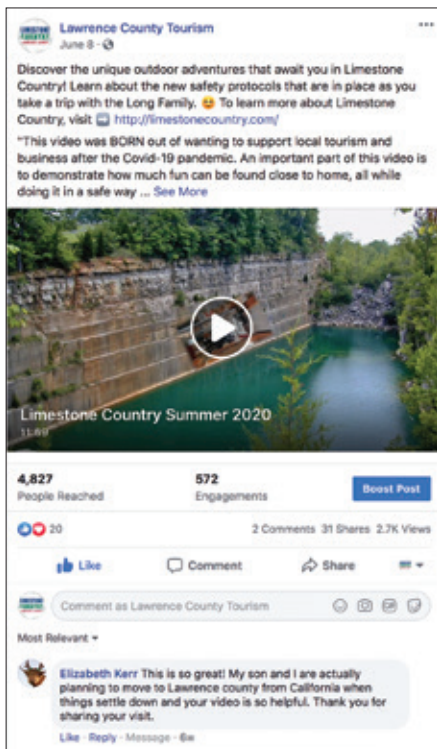 Lawrence County Tourism
June 8
Discover the unique outdoor adventures that await you in Limestone
Country! Learn about the new safety protocols that are in place as you
take a trip with the Long Family. 😉 To learn more about Limestone
Country, visit ➡️ http://limestonecountry.com/
"This video was BORN out of wanting to support local tourism and
business after the Covid-19 pandemic. An important part of this video is
to demonstrate how much fun can be found close to home, all while
doing it in a safe way ... See More
Limestone Country Summer 2020
11:59
4,827
People Reached
572
Engagements
Boost Post
20
2 Comments 31 Shares 2.7K Views
Like
Comment
Share
Comment as Lawrence County Tourism
GIF
Most Relevant
Elizabeth Kerr This is so great! My son and I are actually
planning to move to Lawrence county from California when
things settle down and your video is so helpful. Thank you for
sharing your visit.
Like · Reply · Message · 6w